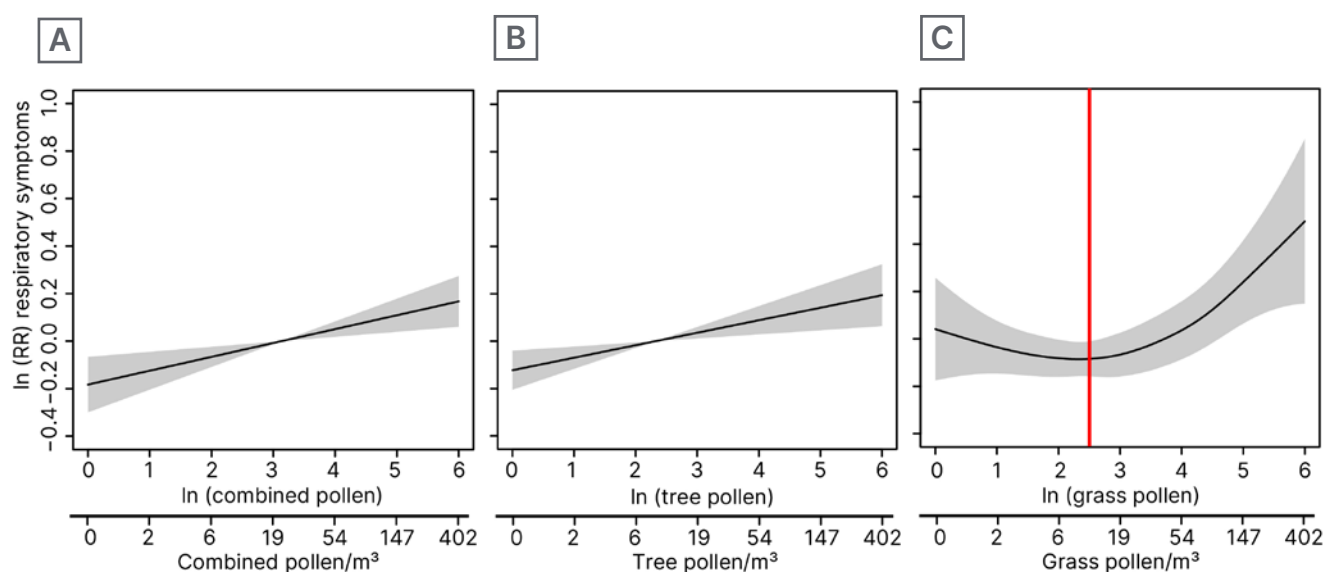 A
B
C
ln (RR) respiratory symptoms
1.0
0.8
0.6
0.4
0.2
0.0
−0.2
−0.4
0 1 2 3 4 5 6
ln (combined pollen)
0 2 6 19 54 147 402
Combined pollen/m³
0 1 2 3 4 5 6
ln (tree pollen)
0 2 6 19 54 147 402
Tree pollen/m³
0 1 2 3 4 5 6
ln (grass pollen)
0 2 6 19 54 147 402
Grass pollen/m³